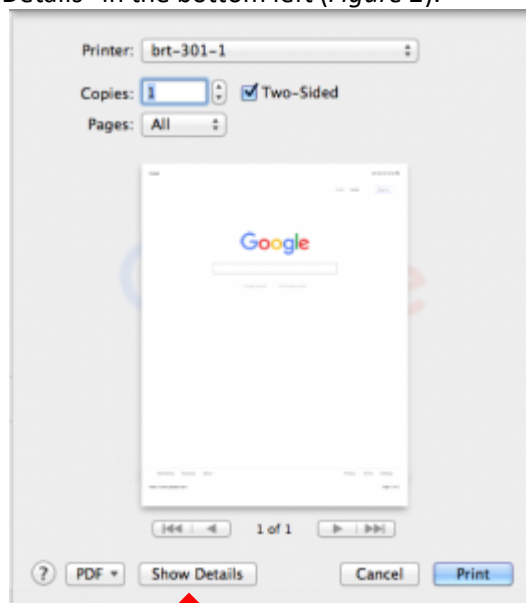 Details" in the bottom left (Figure 2).
Printer: brt-301-1
Copies: 1 Two-Sided
Pages: All
Google
1 of 1
? PDF Show Details Cancel Print